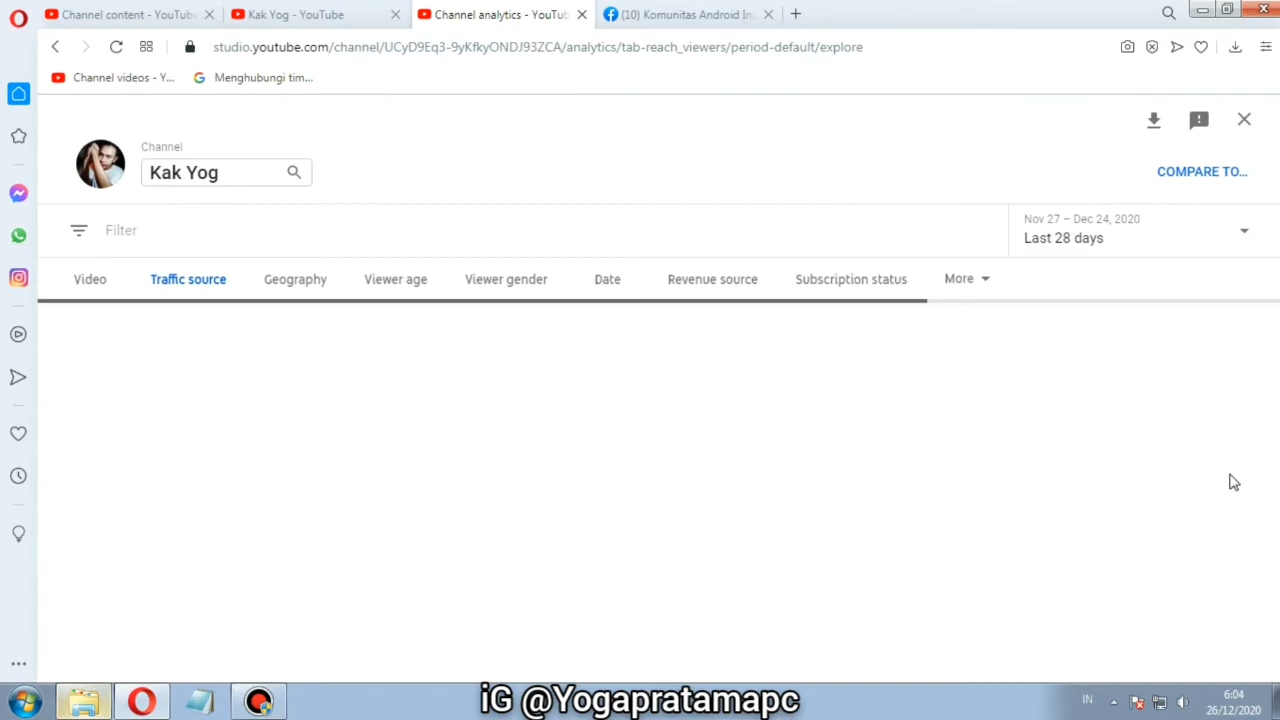 Channel content - YouTube
Kak Yog - YouTube
Channel analytics - YouTub
(10) Komunitas Android In
studio.youtube.com/channel/UCyD9Eq3-9yKfkyONDJ93ZCA/analytics/tab-reach_viewers/period-default/explore
Channel videos - Y...
Menghubungi tim...
Channel
Kak Yog
COMPARE TO...
Filter
Nov 27 – Dec 24, 2020
Last 28 days
Video
Traffic source
Geography
Viewer age
Viewer gender
Date
Revenue source
Subscription status
More
iG @Yogapratamapc
IN
6:04
26/12/2020